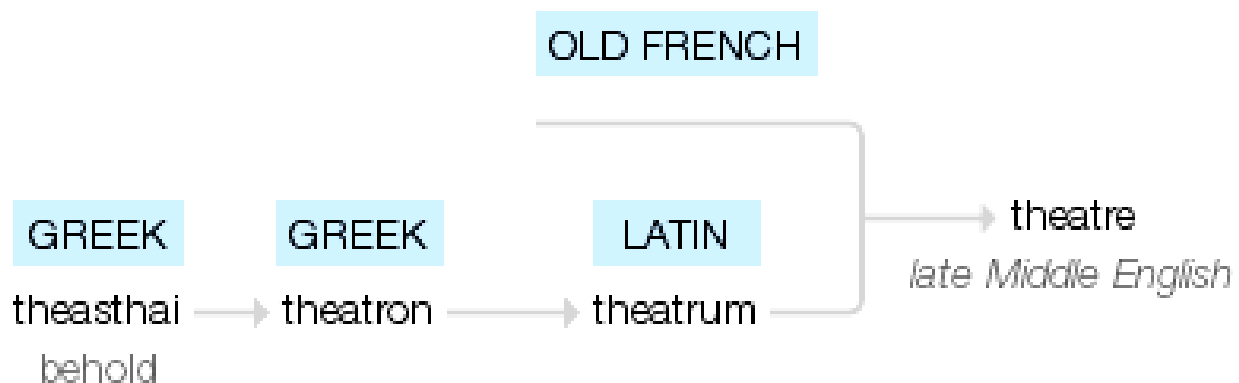 OLD FRENCH
GREEK GREEK LATIN
theatre
late Middle English
theasthai theatron theatrum
behold